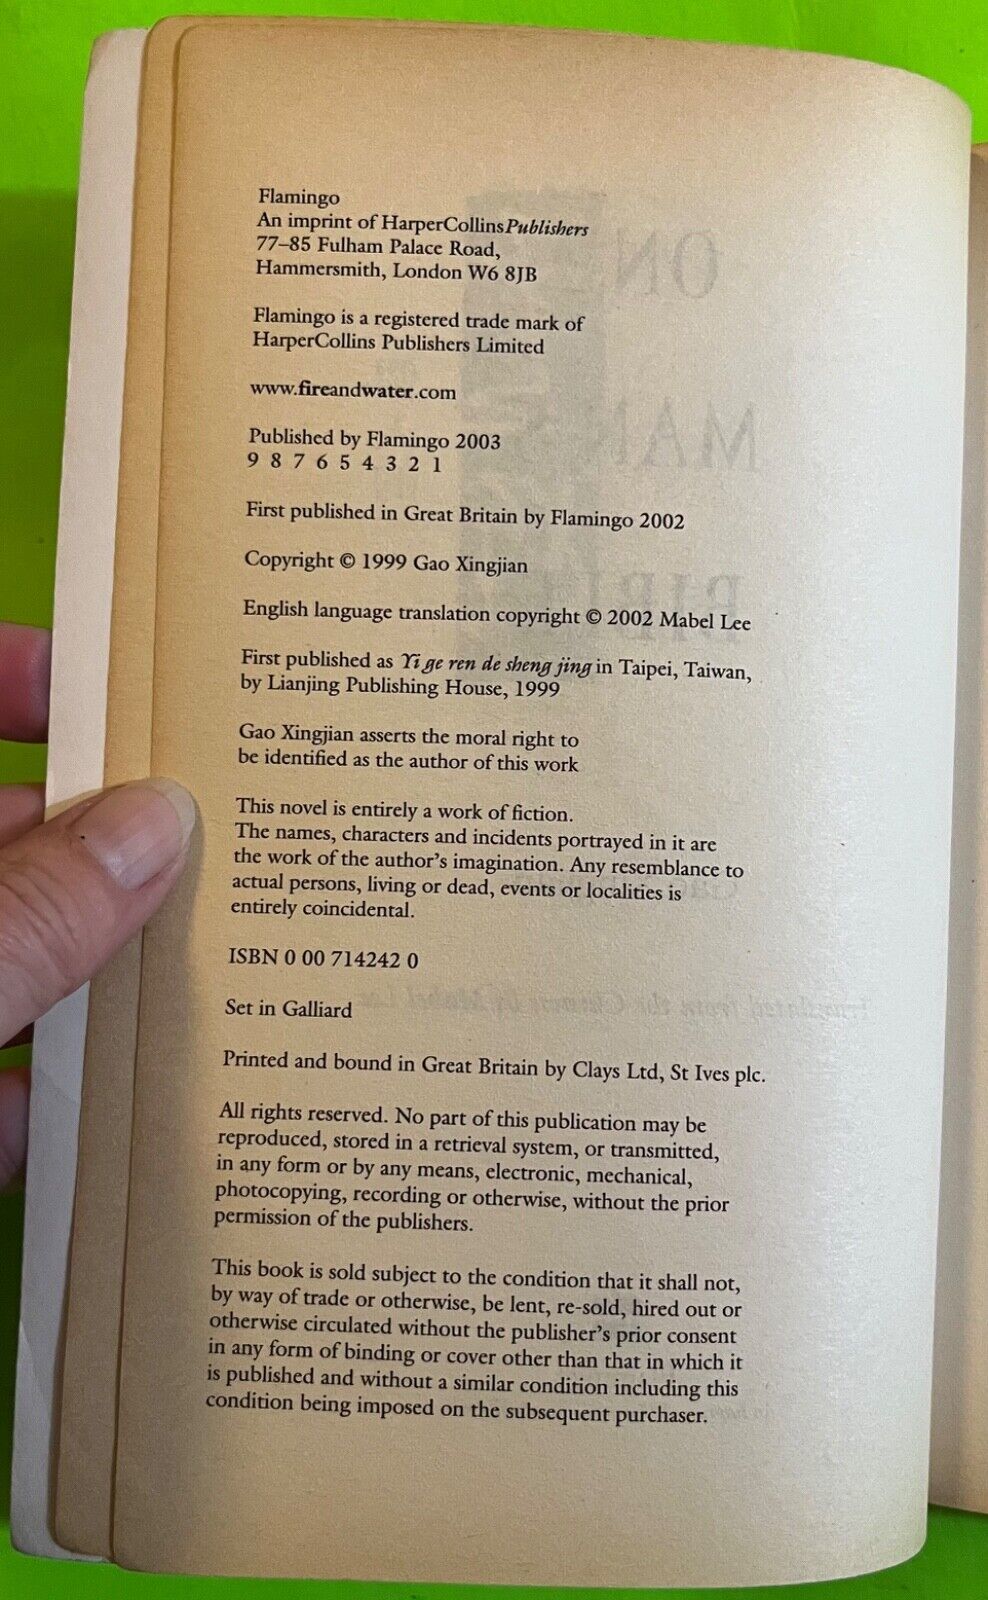 Flamingo
An imprint of HarperCollinsPublishers
77–85 Fulham Palace Road,
Hammersmith, London W6 8JB
Flamingo is a registered trade mark of
HarperCollins Publishers Limited
www.fireandwater.com
Published by Flamingo 2003
9 8 7 6 5 4 3 2 1
First published in Great Britain by Flamingo 2002
Copyright © 1999 Gao Xingjian
English language translation copyright © 2002 Mabel Lee
First published as Yi ge ren de sheng jing in Taipei, Taiwan,
by Lianjing Publishing House, 1999
Gao Xingjian asserts the moral right to
be identified as the author of this work
This novel is entirely a work of fiction.
The names, characters and incidents portrayed in it are
the work of the author's imagination. Any resemblance to
actual persons, living or dead, events or localities is
entirely coincidental.
ISBN 0 00 714242 0
Set in Galliard
Printed and bound in Great Britain by Clays Ltd, St Ives plc.
All rights reserved. No part of this publication may be
reproduced, stored in a retrieval system, or transmitted,
in any form or by any means, electronic, mechanical,
photocopying, recording or otherwise, without the prior
permission of the publishers.
This book is sold subject to the condition that it shall not,
by way of trade or otherwise, be lent, re-sold, hired out or
otherwise circulated without the publisher's prior consent
in any form of binding or cover other than that in which it
is published and without a similar condition including this
condition being imposed on the subsequent purchaser.